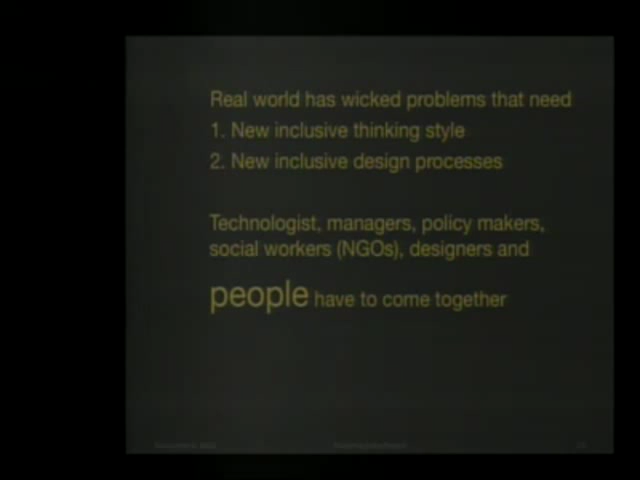 Real world has wicked problems that need
1. New inclusive thinking style
2. New inclusive design processes
Technologist, managers, policy makers,
social workers (NGOs), designers and
people have to come together